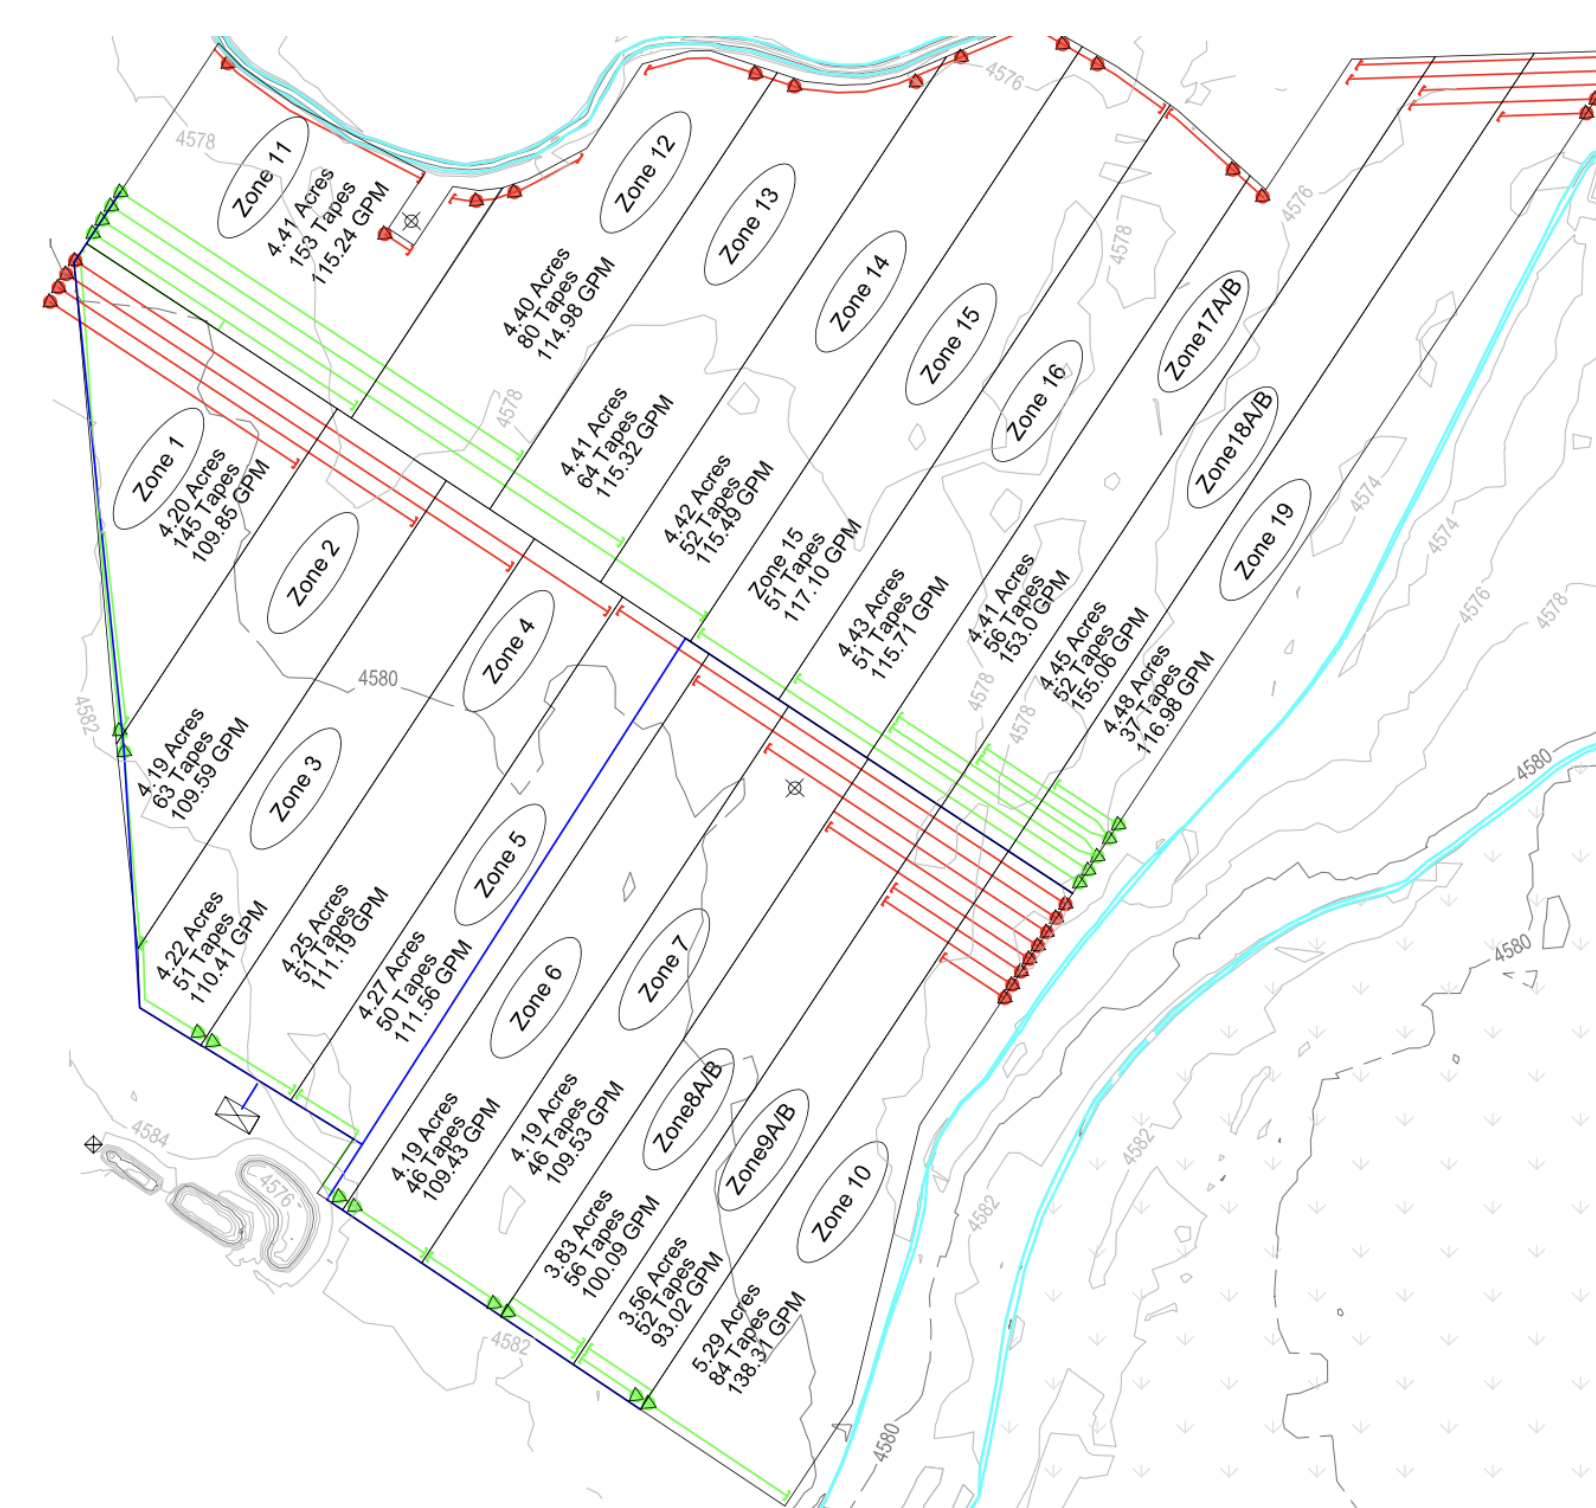 4576
4578
Zone 11
4.41 Acres
153 Tapes
115.24 GPM
Zone 12
4.40 Acres
80 Tapes
114.98 GPM
Zone 13
4.41 Acres
64 Tapes
115.32 GPM
Zone 14
4.42 Acres
52 Tapes
115.49 GPM
Zone 15
Zone 15
51 Tapes
117.10 GPM
Zone 16
4.43 Acres
51 Tapes
115.71 GPM
Zone17A/B
4.41 Acres
56 Tapes
153.0 GPM
Zone18A/B
4.45 Acres
52 Tapes
155.06 GPM
Zone 19
4.48 Acres
37 Tapes
116.98 GPM
4576
4578
4578
4574
4574
4576
4578
4578
4578
Zone 1
4.20 Acres
145 Tapes
109.85 GPM
Zone 2
4.19 Acres
63 Tapes
109.59 GPM
4580
4582
Zone 3
4.22 Acres
51 Tapes
110.41 GPM
Zone 4
4.25 Acres
51 Tapes
111.19 GPM
Zone 5
4.27 Acres
50 Tapes
111.56 GPM
Zone 6
4.19 Acres
46 Tapes
109.43 GPM
Zone 7
4.19 Acres
46 Tapes
109.53 GPM
Zone8A/B
3.83 Acres
56 Tapes
100.09 GPM
Zone9A/B
3.56 Acres
52 Tapes
93.02 GPM
Zone 10
5.29 Acres
84 Tapes
138.31 GPM
4580
4580
4582
4582
4584
4576
4582
4580